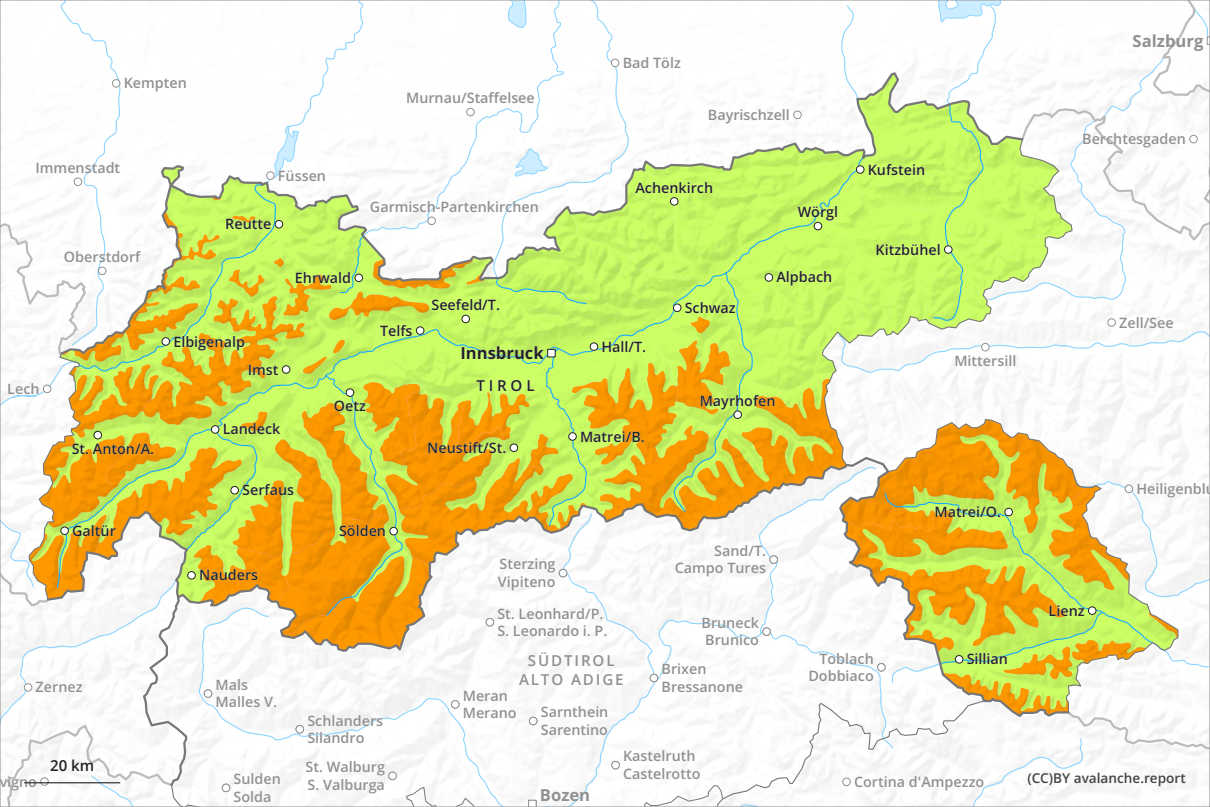 Salzburg
Bad Tölz
Kempten
Murnau/Staffelsee
Bayrischzell
Berchtesgaden
Immenstadt
Füssen
Kufstein
Achenkirch
Garmisch-Partenkirchen
Wörgl
Reutte
Kitzbühel
Oberstdorf
Ehrwald
Alpbach
Seefeld/T.
Schwaz
Zell/See
Telfs
Elbigenalp
Innsbruck
Hall/T.
Mittersill
Imst
TIROL
Lech
Mayrhofen
Oetz
Landeck
Matrei/B.
St. Anton/A.
Neustift/St.
Serfaus
Heiligenblu
Matrei/O.
Galtür
Sölden
Sand/T.
Campo Tures
Sterzing
Vipiteno
Nauders
Lienz
St. Leonhard/P.
S. Leonardo i. P.
Bruneck
Brunico
SÜDTIROL
ALTO ADIGE
Toblach
Dobbiaco
Sillian
Brixen
Bressanone
Zernez
Mals
Malles V.
Meran
Merano
Sarnthein
Sarentino
Schlanders
Silandro
Kastelruth
Castelrotto
20 km
St. Walburg
S. Valburga
vigno
Sulden
Solda
Cortina d'Ampezzo
(CC)BY avalanche.report
Bozen